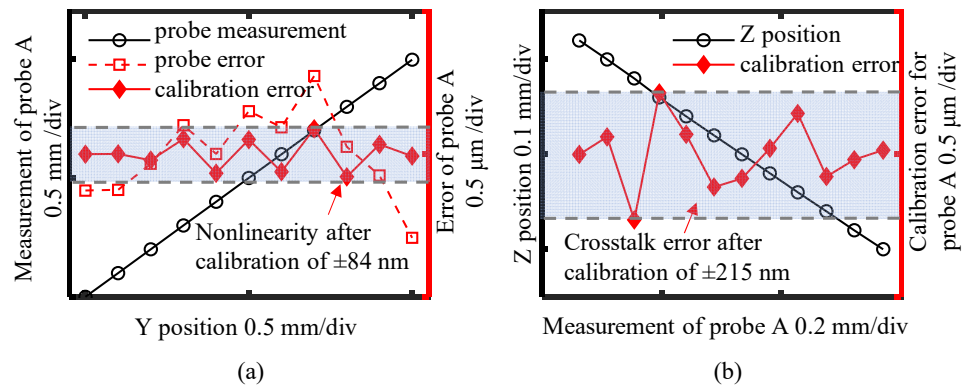 Measurement of probe A
0.5 mm /div
probe measurement
probe error
calibration error
Nonlinearity after
calibration of ±84 nm
Error of probe A
0.5 μm /div
Y position 0.5 mm/div
(a)
Z position 0.1 mm/div
Z position
calibration error
Crosstalk error after
calibration of ±215 nm
Calibration error for
probe A 0.5 μm /div
Measurement of probe A 0.2 mm/div
(b)